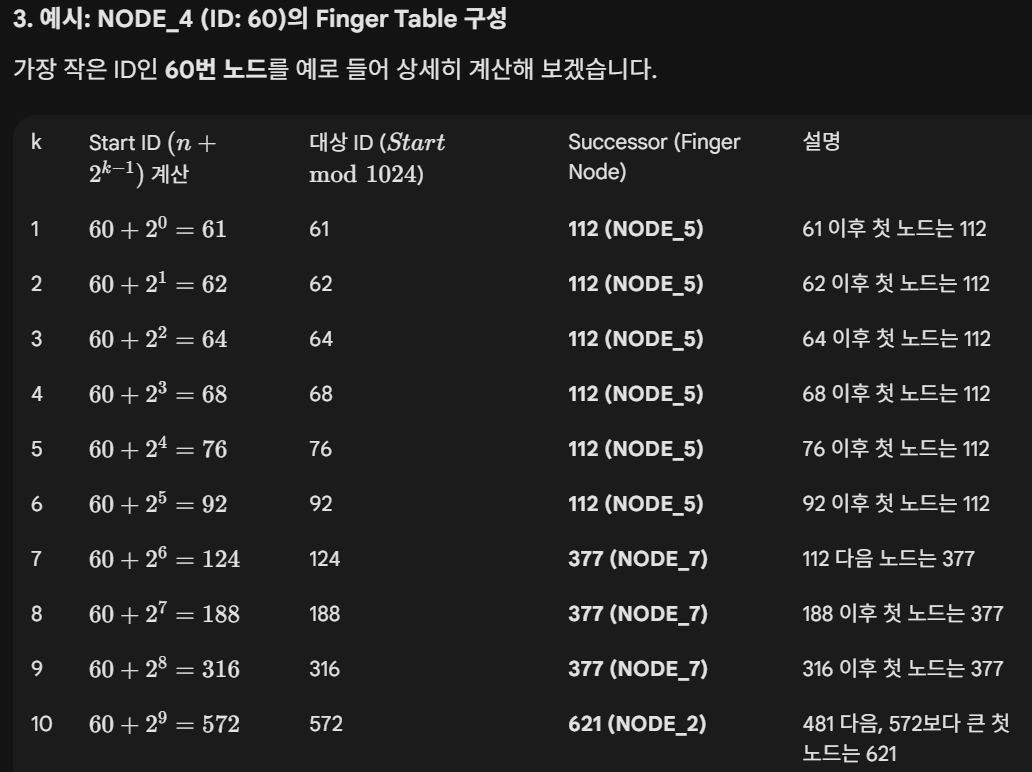 3. 예시: NODE_4 (ID: 60)의 Finger Table 구성
가장 작은 ID인 60번 노드를 예로 들어 상세히 계산해 보겠습니다.
k Start ID (n + 2^{k−1}) 계산 대상 ID (Start mod 1024) Successor (Finger Node) 설명
1 60 + 2^0 = 61 61 112 (NODE_5) 61 이후 첫 노드는 112
2 60 + 2^1 = 62 62 112 (NODE_5) 62 이후 첫 노드는 112
3 60 + 2^2 = 64 64 112 (NODE_5) 64 이후 첫 노드는 112
4 60 + 2^3 = 68 68 112 (NODE_5) 68 이후 첫 노드는 112
5 60 + 2^4 = 76 76 112 (NODE_5) 76 이후 첫 노드는 112
6 60 + 2^5 = 92 92 112 (NODE_5) 92 이후 첫 노드는 112
7 60 + 2^6 = 124 124 377 (NODE_7) 112 다음 노드는 377
8 60 + 2^7 = 188 188 377 (NODE_7) 188 이후 첫 노드는 377
9 60 + 2^8 = 316 316 377 (NODE_7) 316 이후 첫 노드는 377
10 60 + 2^9 = 572 572 621 (NODE_2) 481 다음, 572보다 큰 첫 노드는 621